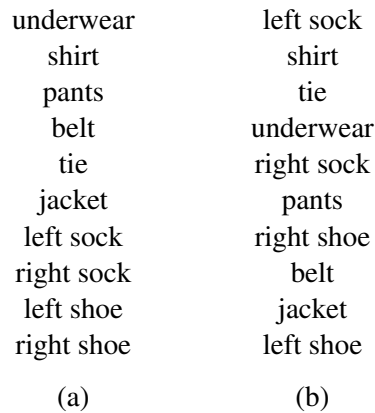 underwear left sock
shirt shirt
pants tie
belt underwear
tie right sock
jacket pants
left sock right shoe
right sock belt
left shoe jacket
right shoe left shoe
(a) (b)